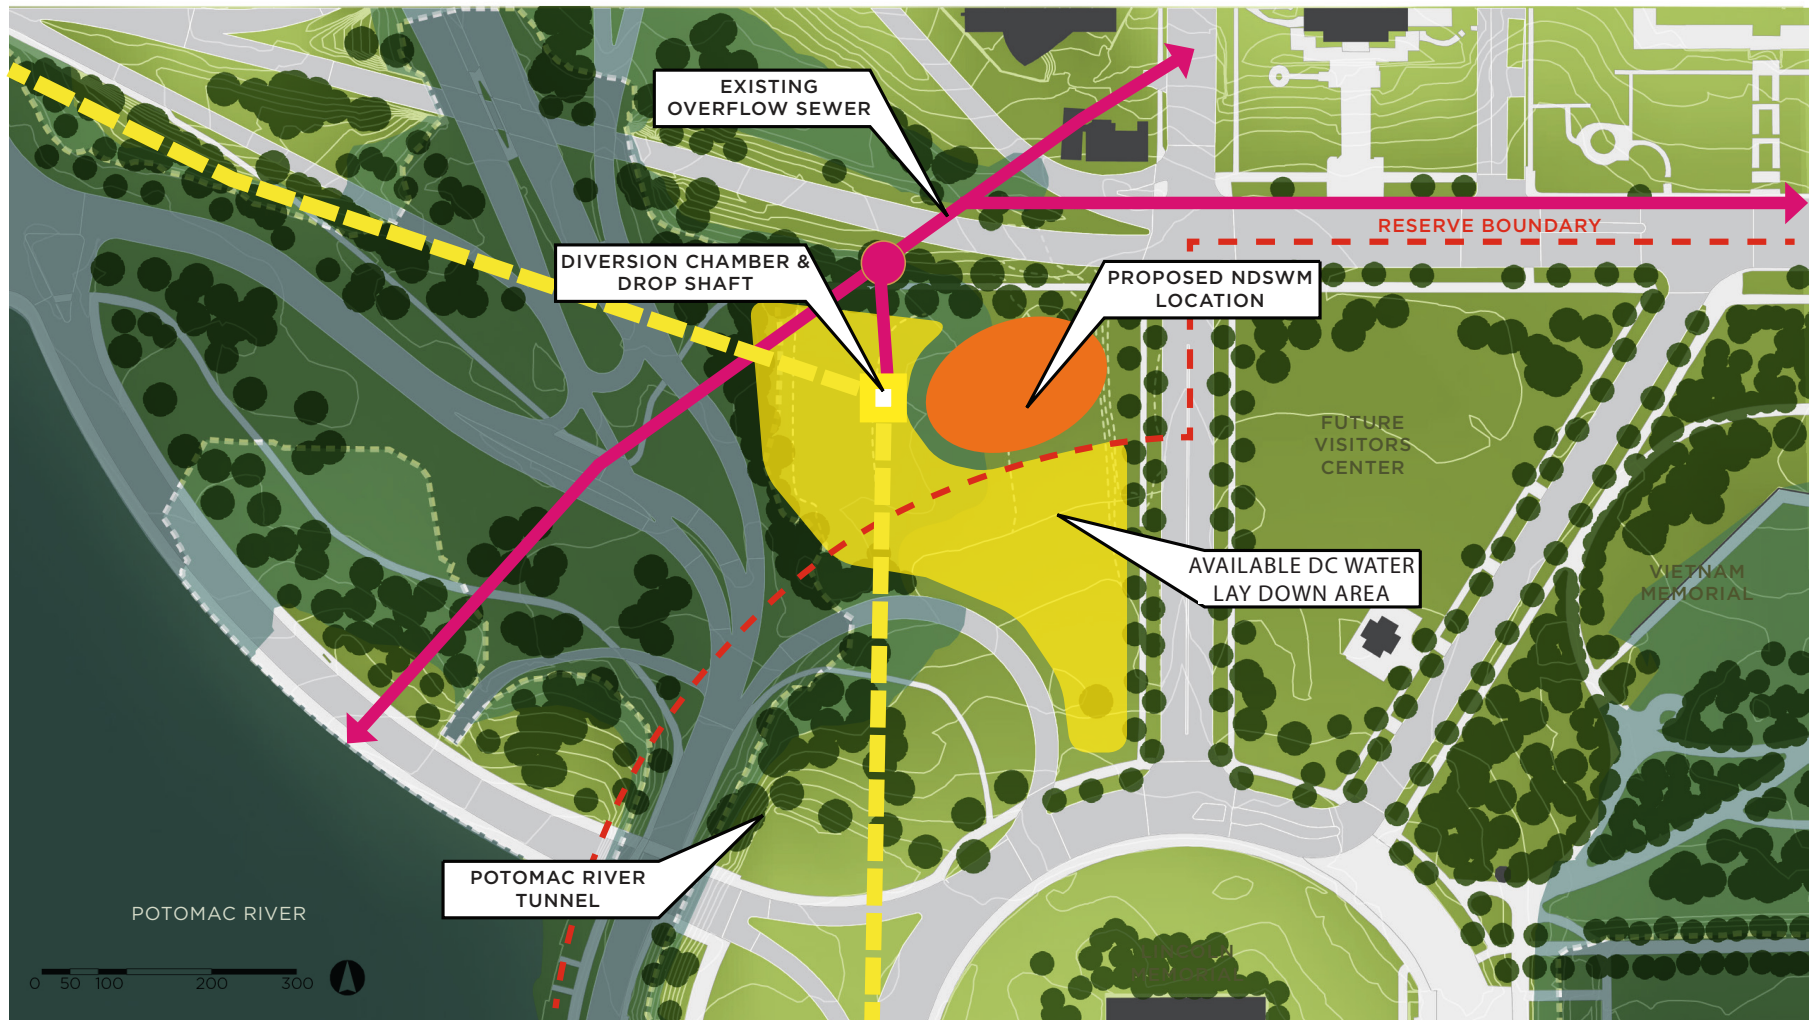 EXISTING
OVERFLOW SEWER
RESERVE BOUNDARY
DIVERSION CHAMBER &
DROP SHAFT
PROPOSED NDSWM
LOCATION
FUTURE
VISITORS
CENTER
AVAILABLE DC WATER
LAY DOWN AREA
VIETNAM
MEMORIAL
POTOMAC RIVER
TUNNEL
POTOMAC RIVER
0 50 100 200 300